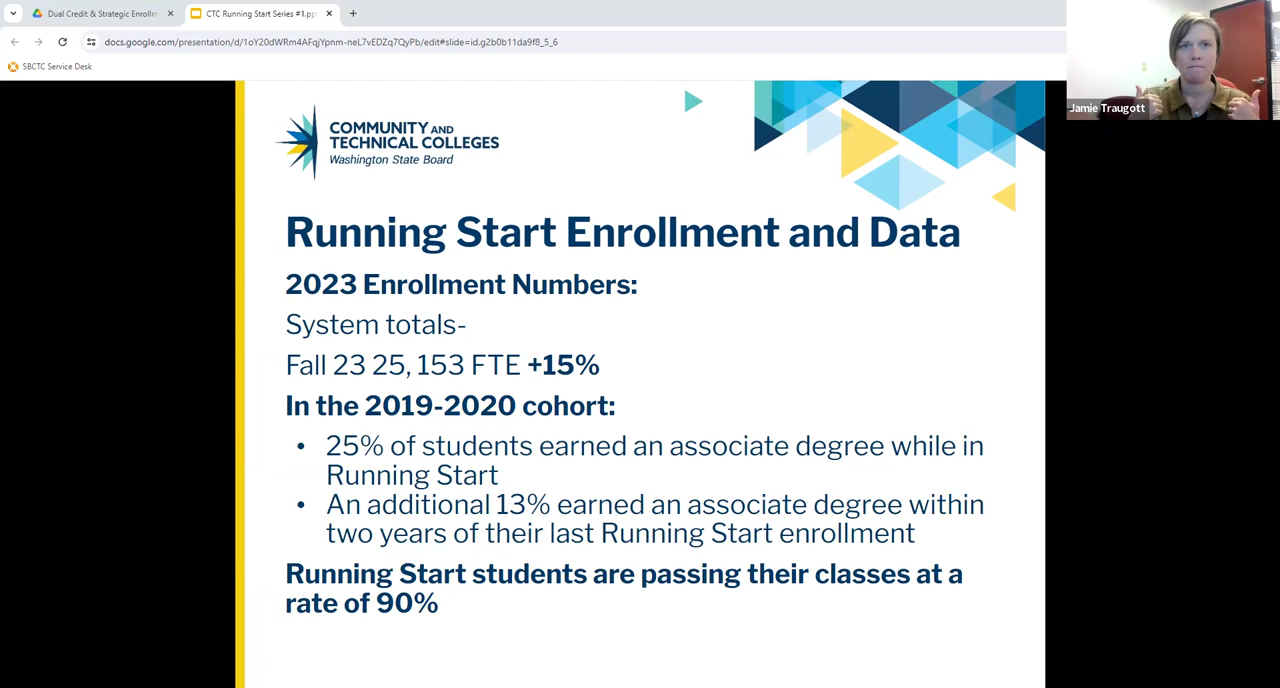 Dual Credit & Strategic Enrollm
CTC Running Start Series #1.pp
docs.google.com/presentation/d/1oY20dWRm4AFqjYpnm-neL7vEDZq7QyPb/edit#slide=id.g2b0b11da9f8_5_6
SBCTC Service Desk
Jamie Traugott
COMMUNITY AND
TECHNICAL COLLEGES
Washington State Board
Running Start Enrollment and Data
2023 Enrollment Numbers:
System totals-
Fall 23 25, 153 FTE +15%
In the 2019-2020 cohort:
• 25% of students earned an associate degree while in
Running Start
• An additional 13% earned an associate degree within
two years of their last Running Start enrollment
Running Start students are passing their classes at a
rate of 90%